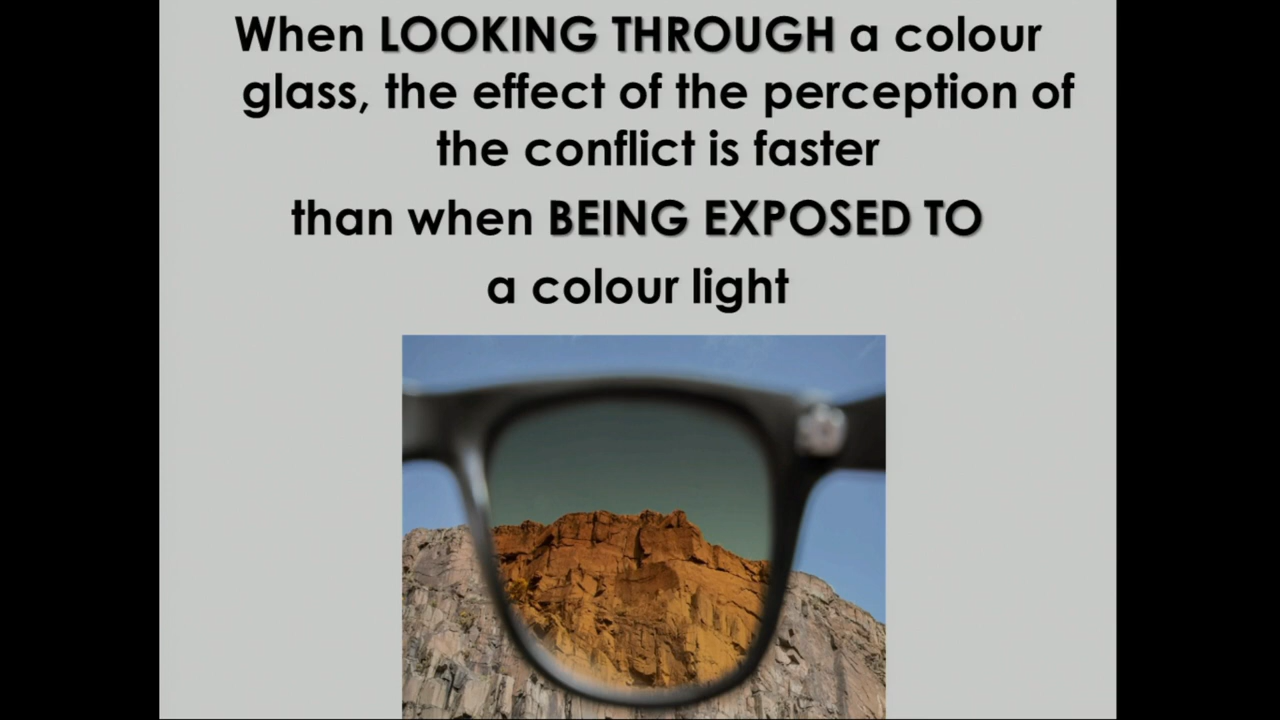 When LOOKING THROUGH a colour
glass, the effect of the perception of
the conflict is faster
than when BEING EXPOSED TO
a colour light